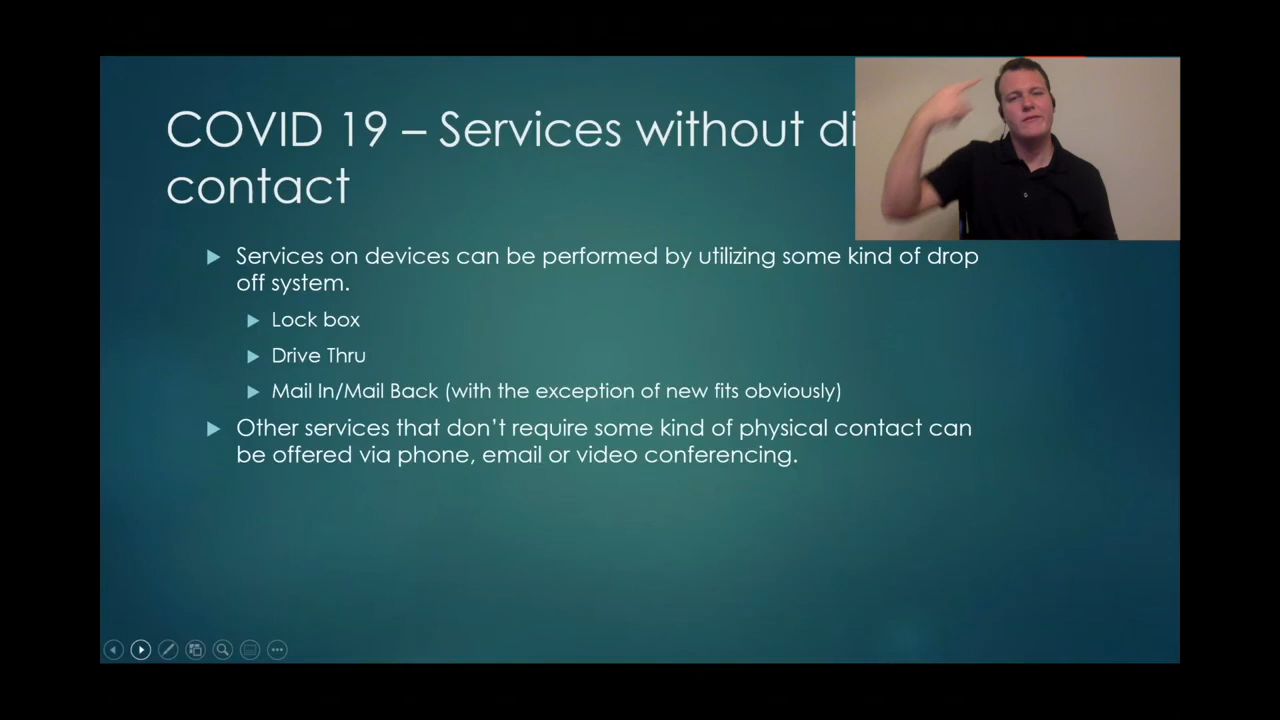 COVID 19 – Services without di
contact
Services on devices can be performed by utilizing some kind of drop
off system.
Lock box
Drive Thru
Mail In/Mail Back (with the exception of new fits obviously)
Other services that don’t require some kind of physical contact can
be offered via phone, email or video conferencing.